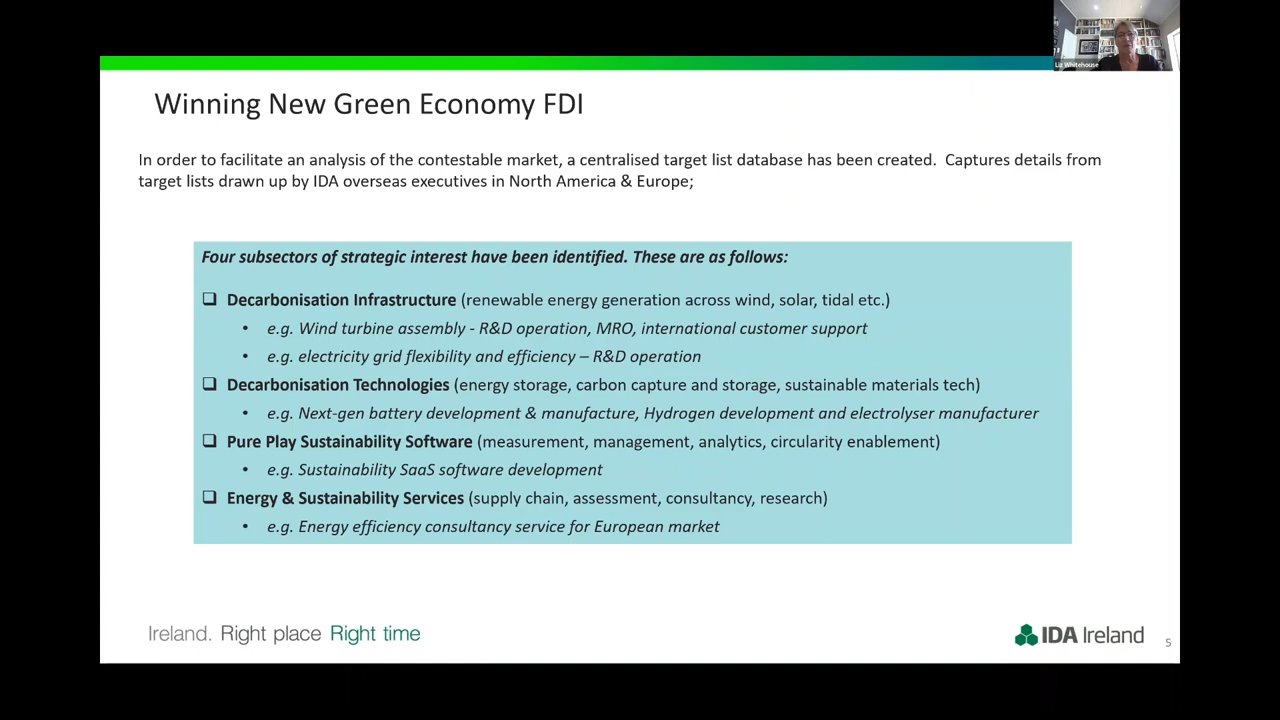 Liz Whitehouse
Winning New Green Economy FDI
In order to facilitate an analysis of the contestable market, a centralised target list database has been created.  Captures details from
target lists drawn up by IDA overseas executives in North America & Europe;
Four subsectors of strategic interest have been identified. These are as follows:
❑ Decarbonisation Infrastructure (renewable energy generation across wind, solar, tidal etc.)
• e.g. Wind turbine assembly - R&D operation, MRO, international customer support
• e.g. electricity grid flexibility and efficiency – R&D operation
❑ Decarbonisation Technologies (energy storage, carbon capture and storage, sustainable materials tech)
• e.g. Next-gen battery development & manufacture, Hydrogen development and electrolyser manufacturer
❑ Pure Play Sustainability Software (measurement, management, analytics, circularity enablement)
• e.g. Sustainability SaaS software development
❑ Energy & Sustainability Services (supply chain, assessment, consultancy, research)
• e.g. Energy efficiency consultancy service for European market
Ireland. Right place Right time
IDA Ireland
5